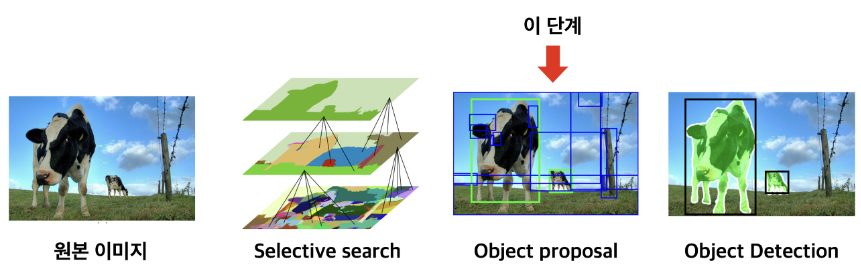 이 단계
원본 이미지
Selective search
Object proposal
Object Detection